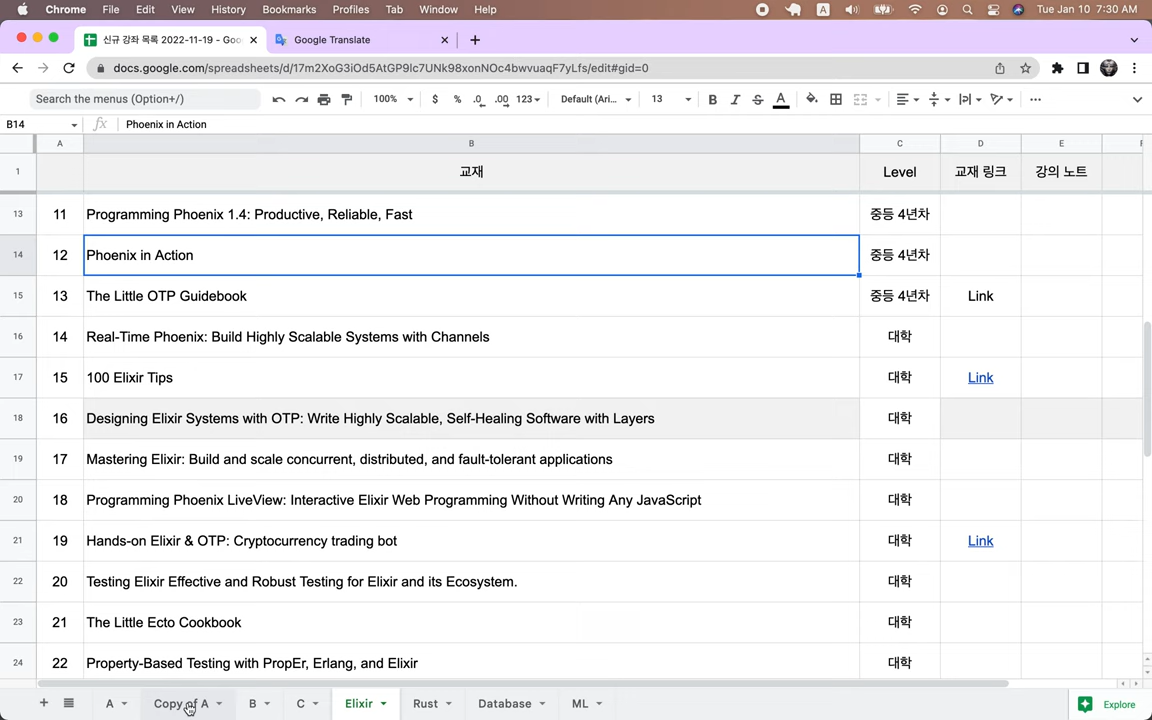 Chrome File Edit View History Bookmarks Profiles Tab Window Help A Tue Jan 10 7:30 AM
신규 강좌 목록 2022-11-19 - Goo Google Translate
docs.google.com/spreadsheets/d/17m2XoG3iOd5AtGP9lc7UNk98xonNOc4bwvuaqF7yLfs/edit#gid=0
Search the menus (Option+/) 100% $ % .0 .00 123 Default (Ari... 13 B I S A
B14 fx Phoenix in Action
A B C D E
1 교재 Level 교재 링크 강의 노트
13 11 Programming Phoenix 1.4: Productive, Reliable, Fast 중등 4년차
14 12 Phoenix in Action 중등 4년차
15 13 The Little OTP Guidebook 중등 4년차 Link
16 14 Real-Time Phoenix: Build Highly Scalable Systems with Channels 대학
17 15 100 Elixir Tips 대학 Link
18 16 Designing Elixir Systems with OTP: Write Highly Scalable, Self-Healing Software with Layers 대학
19 17 Mastering Elixir: Build and scale concurrent, distributed, and fault-tolerant applications 대학
20 18 Programming Phoenix LiveView: Interactive Elixir Web Programming Without Writing Any JavaScript 대학
21 19 Hands-on Elixir & OTP: Cryptocurrency trading bot 대학 Link
22 20 Testing Elixir Effective and Robust Testing for Elixir and its Ecosystem. 대학
23 21 The Little Ecto Cookbook 대학
24 22 Property-Based Testing with PropEr, Erlang, and Elixir 대학
A Copy of A B C Elixir Rust Database ML Explore